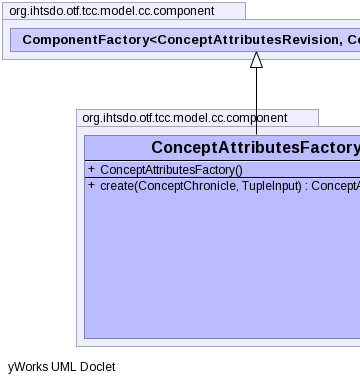 org.ihtsdo.otf.tcc.model.cc.component
ComponentFactory<ConceptAttributesRevision, Co
org.ihtsdo.otf.tcc.model.cc.component
ConceptAttributesFactory
+ ConceptAttributesFactory()
+ create(ConceptChronicle, TupleInput) : ConceptA
yWorks UML Doclet